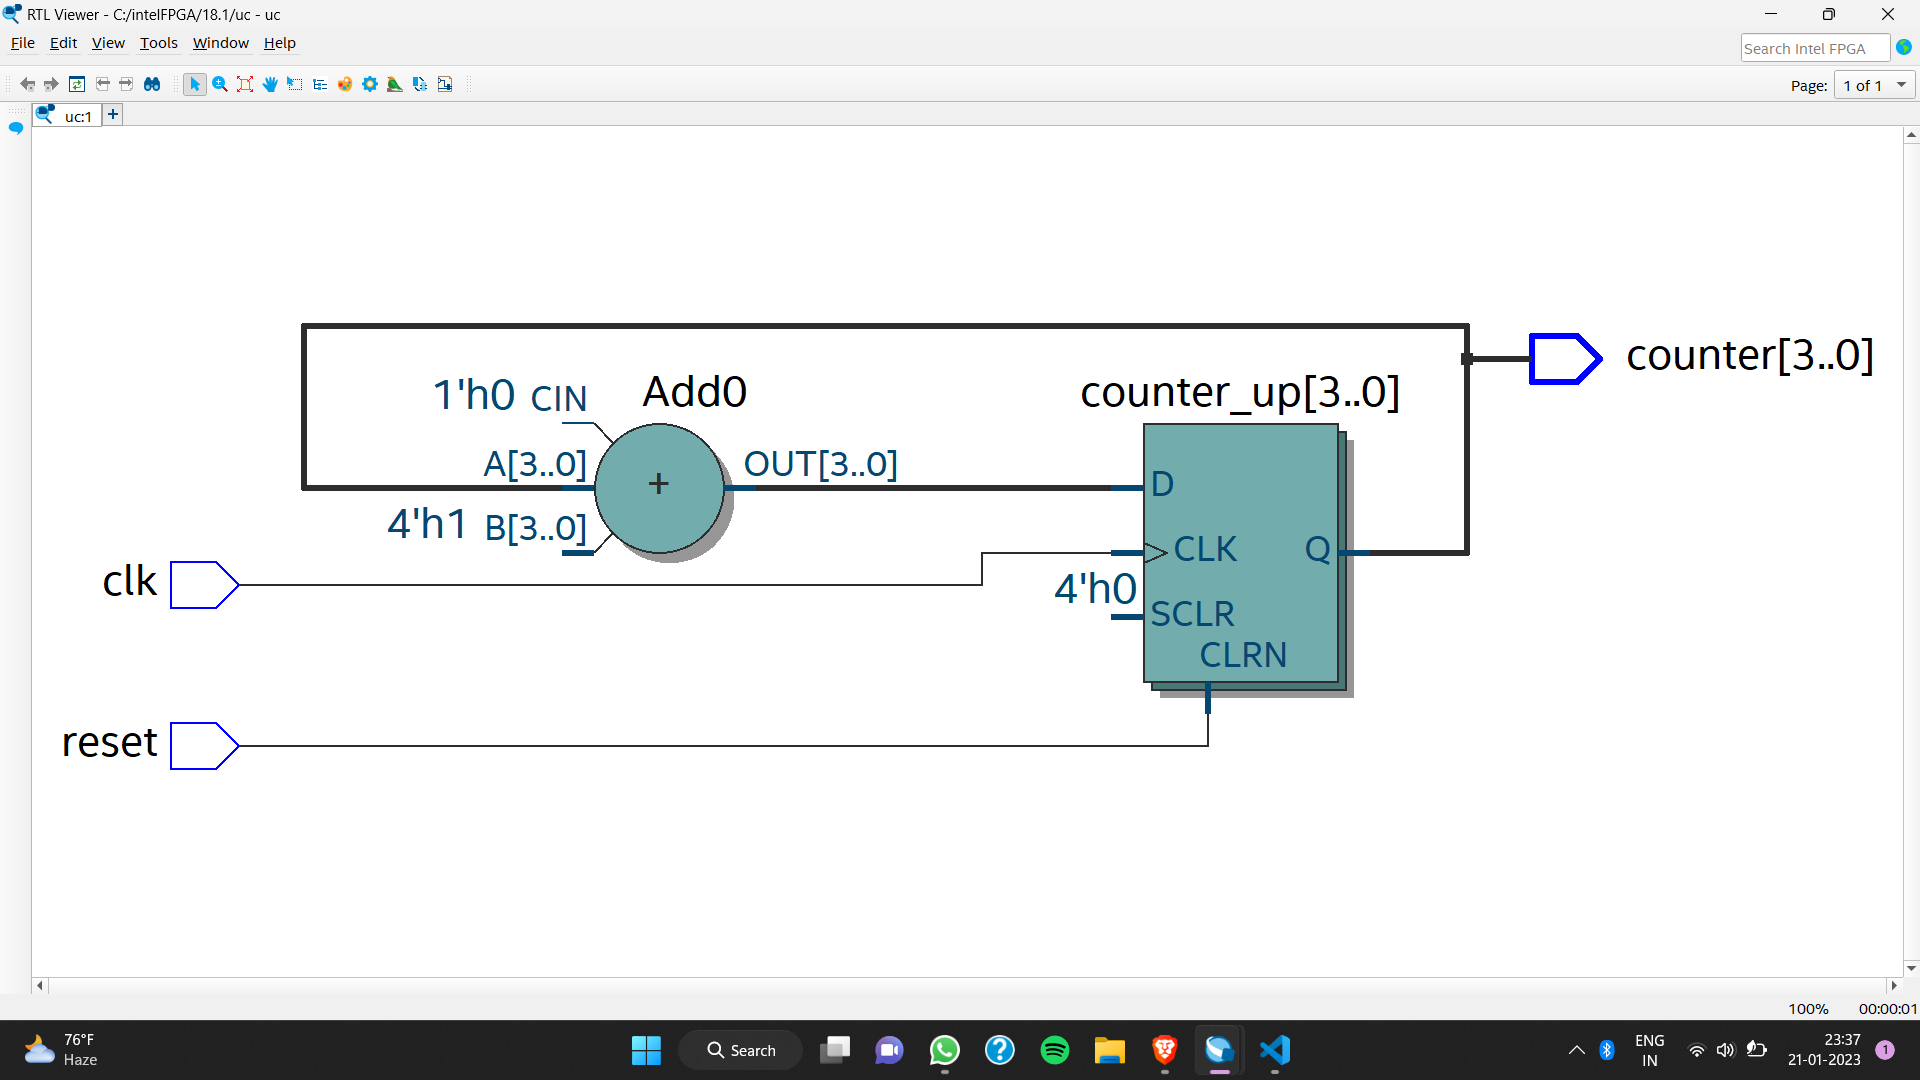 RTL Viewer - C:/intelFPGA/18.1/uc - uc
File Edit View Tools Window Help
Search Intel FPGA
Page: 1 of 1
uc:1 +
counter[3..0]
1'h0 CIN Add0 counter_up[3..0]
A[3..0] + OUT[3..0] D
4'h1 B[3..0]
CLK Q
clk 4'h0
SCLR
CLRN
reset
100% 00:00:01
76°F
Haze
Search
ENG
IN
23:37
21-01-2023
1